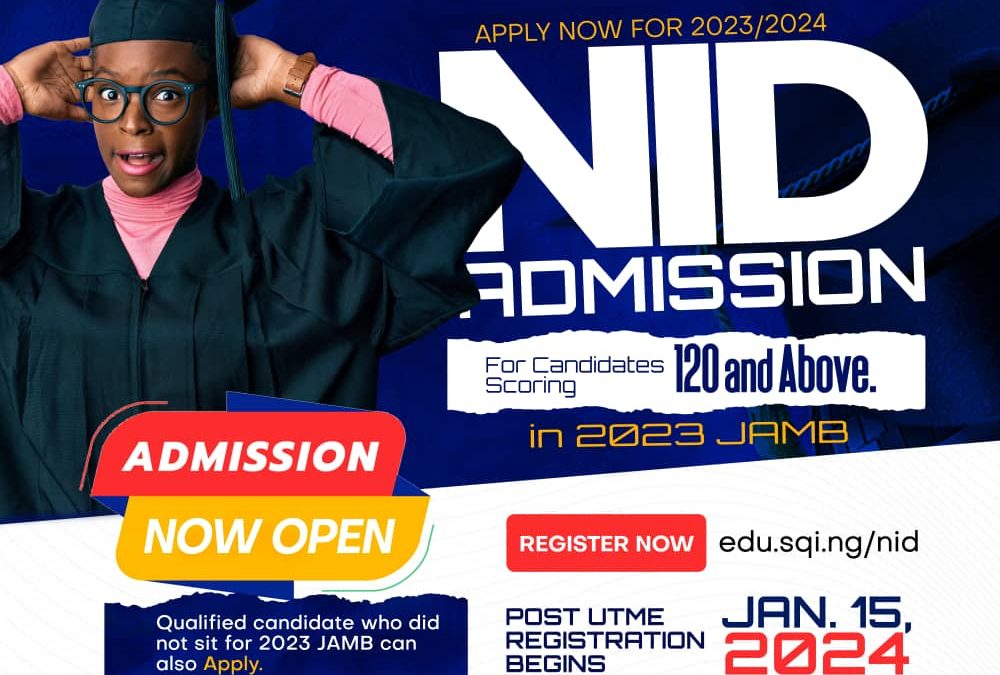 APPLY NOW FOR 2023/2024
NID
ADMISSION
For Candidates
Scoring
120 and Above.
in 2023 JAMB
ADMISSION
NOW OPEN
REGISTER NOW
edu.sqi.ng/nid
Qualified candidate who did
not sit for 2023 JAMB can
also Apply.
POST UTME
REGISTRATION
BEGINS
JAN. 15,
2024